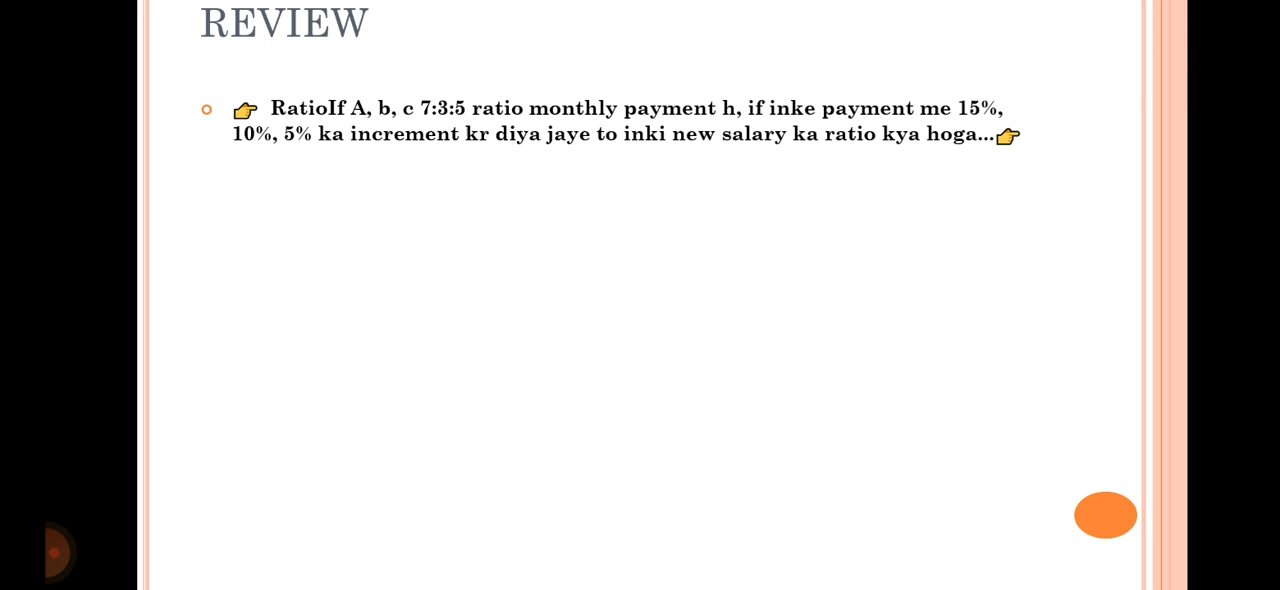 REVIEW
👉 RatioIf A, b, c 7:3:5 ratio monthly payment h, if inke payment me 15%,
10%, 5% ka increment kr diya jaye to inki new salary ka ratio kya hoga...👉